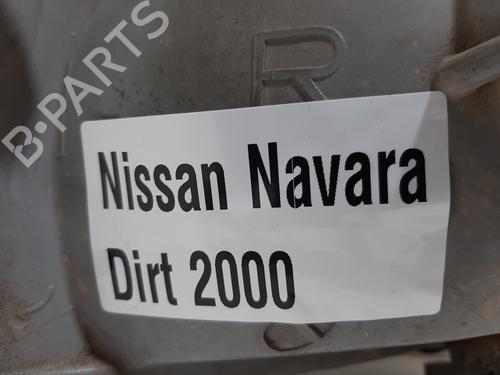 B-PARTS
R
Nissan Navara
Dirt 2000